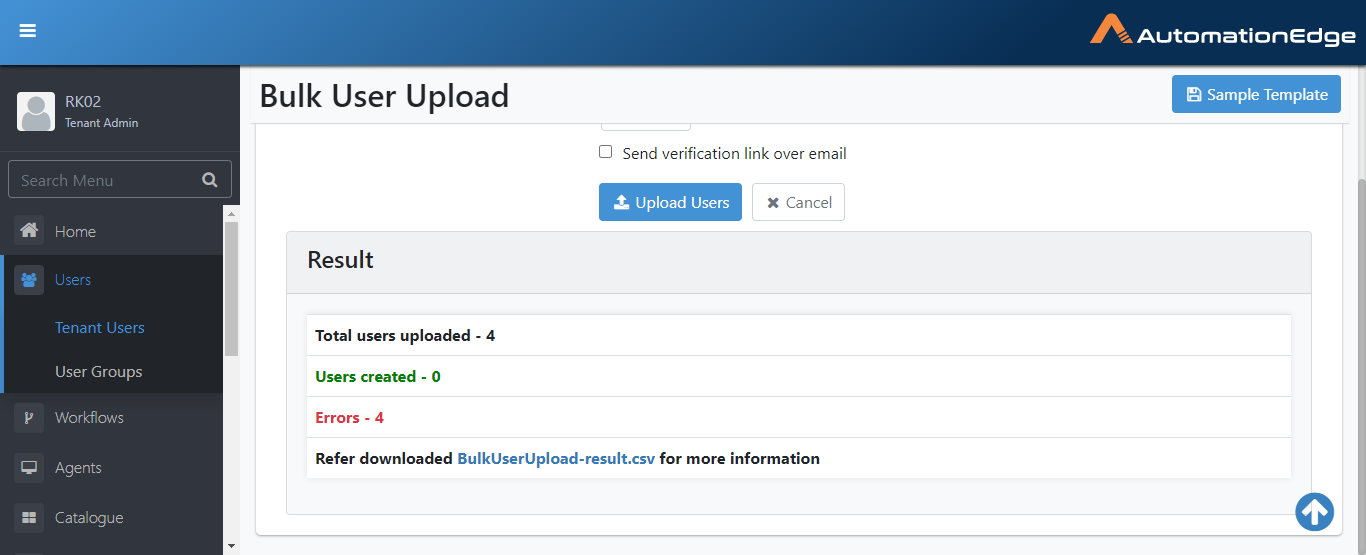 AutomationEdge
RK02
Tenant Admin
Search Menu
Home
Users
Tenant Users
User Groups
Workflows
Agents
Catalogue
Bulk User Upload
Sample Template
Send verification link over email
Upload Users
Cancel
Result
Total users uploaded - 4
Users created - 0
Errors - 4
Refer downloaded BulkUserUpload-result.csv for more information